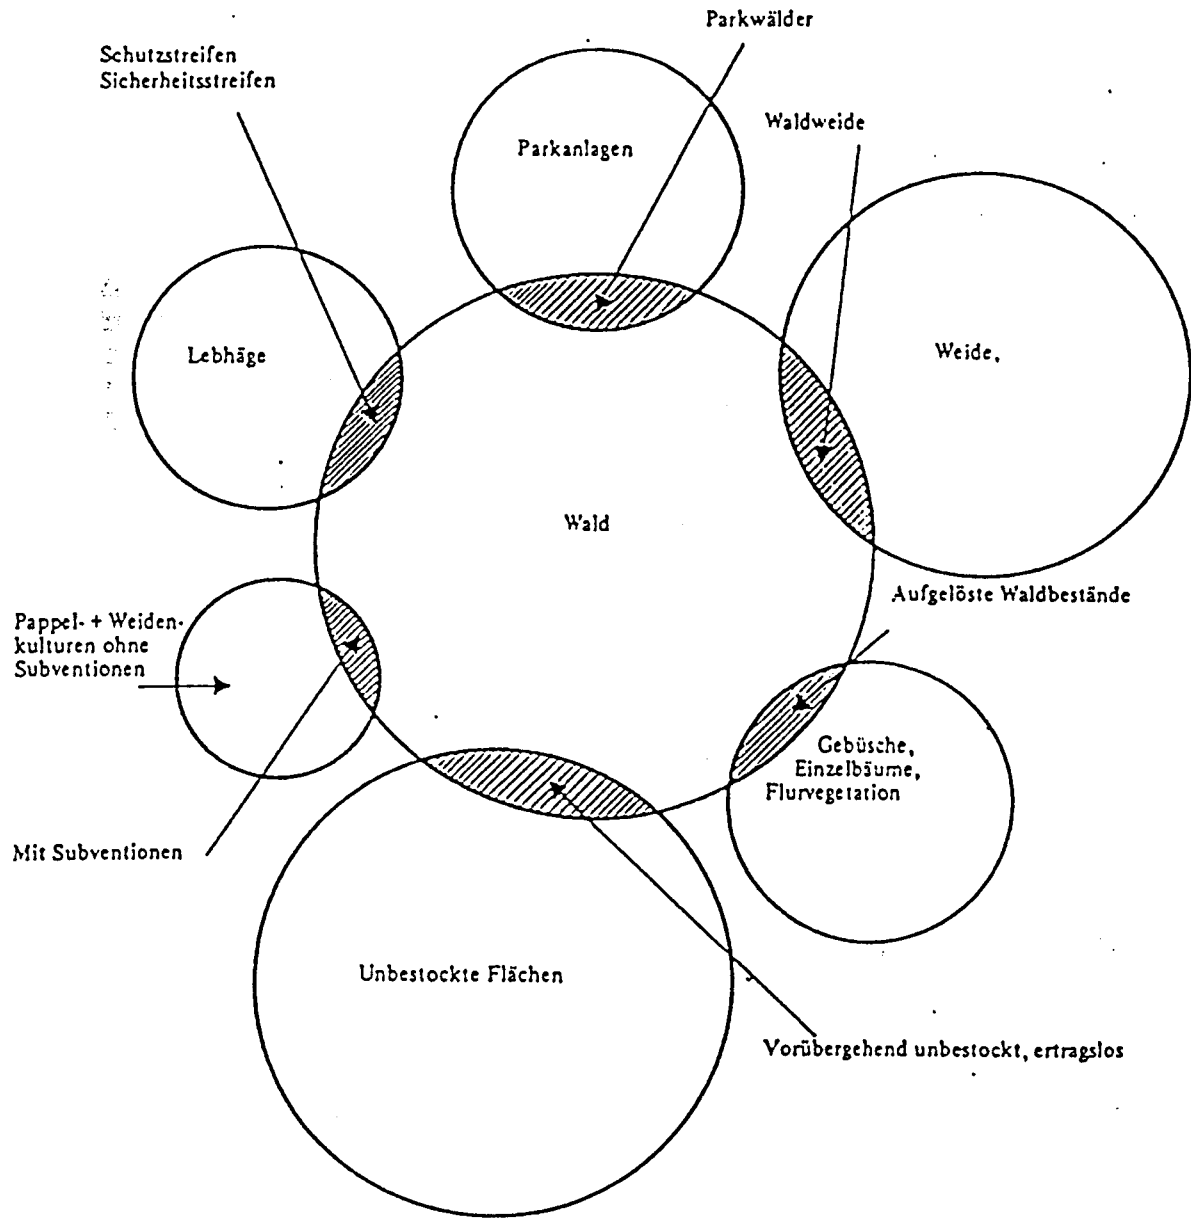 Parkwälder
Schutzstreifen
Sicherheitsstreifen
Waldweide
Parkanlagen
Lebhäge
Weide,
Wald
Aufgelöste Waldbestände
Pappel- + Weiden-
kulturen ohne
Subventionen
Gebüsche,
Einzelbäume,
Flurvegetation
Mit Subventionen
Unbestockte Flächen
Vorübergehend unbestockt, ertragslos